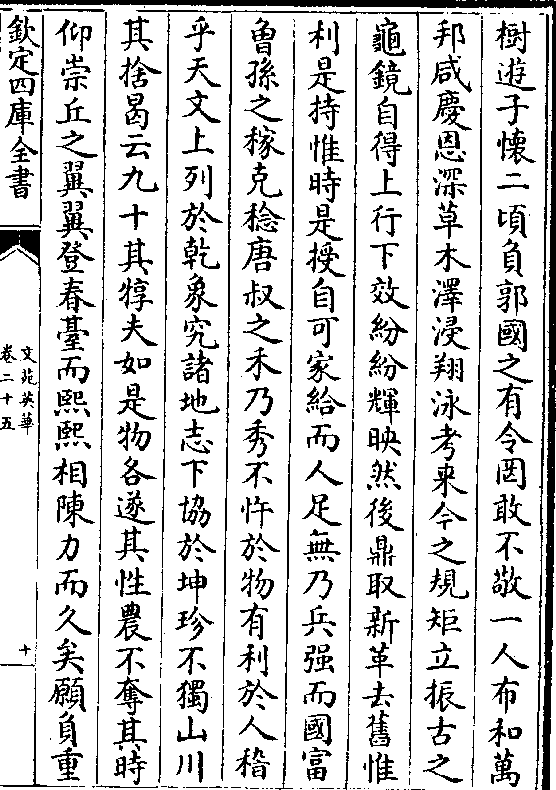 樹遊子懷二頃負郭國之有令罔敢不敬一人布和萬
邦咸慶恩深草木澤浸翔泳考來今之規矩立振古之
龜鏡自得上行下效紛紛輝映然後鼎取新革去舊惟
利是持惟時是授自可家給而人足無乃兵强而國富
魯孫之稼克稔唐叔之禾乃秀不忤於物有利於人稽
乎天文上列於乾象究諸地志下協於坤珍不獨山川
其捨曷云九十其犉夫如是物各遂其性農不奪其時
仰崇丘之翼翼登春臺而熙熙相陳力而久矣願負重
欽定四庫全書
文苑英華
卷二十五
十